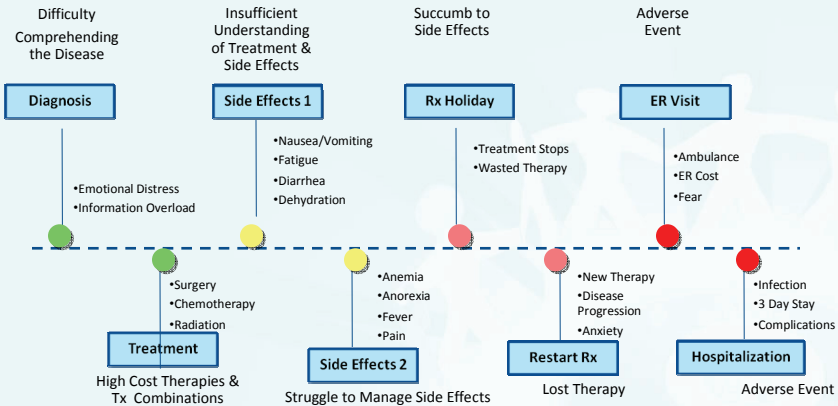 Difficulty
Comprehending
the Disease
Diagnosis
•Emotional Distress
•Information Overload
•Surgery
•Chemotherapy
•Radiation
Treatment
High Cost Therapies &
Tx Combinations
Insufficient
Understanding
of Treatment &
Side Effects
Side Effects 1
•Nausea/Vomiting
•Fatigue
•Diarrhea
•Dehydration
•Anemia
•Anorexia
•Fever
•Pain
Side Effects 2
Struggle to Manage Side Effects
Succumb to
Side Effects
Rx Holiday
•Treatment Stops
•Wasted Therapy
•New Therapy
•Disease
Progression
•Anxiety
Restart Rx
Lost Therapy
Adverse
Event
ER Visit
•Ambulance
•ER Cost
•Fear
•Infection
•3 Day Stay
•Complications
Hospitalization
Adverse Event